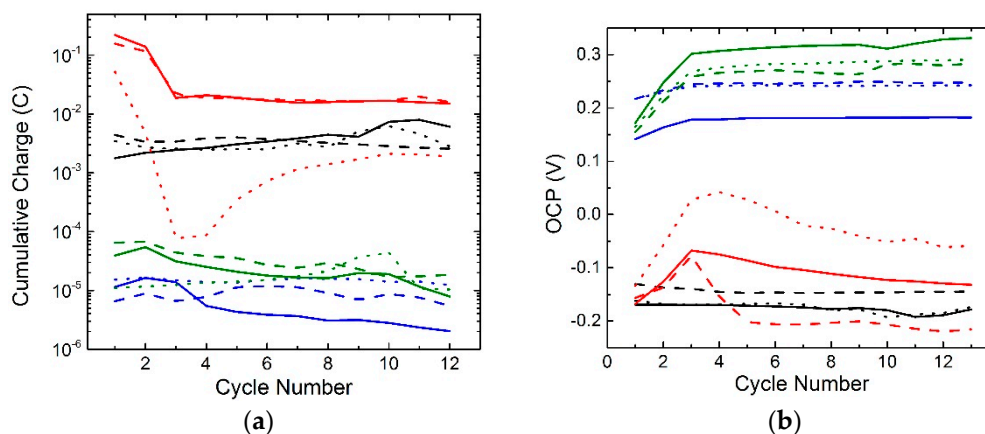 Cumulative Charge (C)
10⁻¹
10⁻²
10⁻³
10⁻⁴
10⁻⁵
10⁻⁶
2 4 6 8 10 12
Cycle Number
(a)
OCP (V)
0.3
0.2
0.1
0.0
-0.1
-0.2
0 2 4 6 8 10 12
Cycle Number
(b)